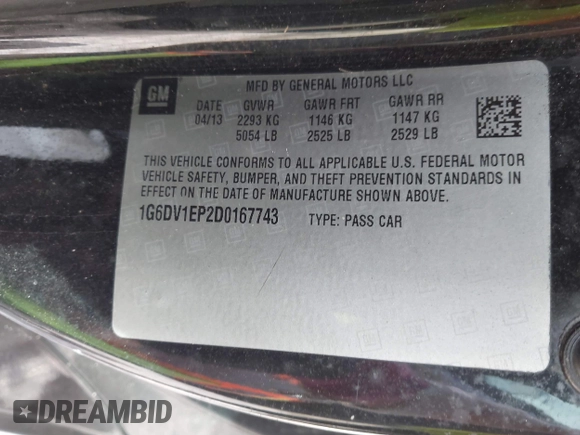 GM
MFD BY GENERAL MOTORS LLC
DATE GVWR GAWR FRT GAWR RR
04/13 2293 KG 1146 KG 1147 KG
5054 LB 2525 LB 2529 LB
THIS VEHICLE CONFORMS TO ALL APPLICABLE U.S. FEDERAL MOTOR
VEHICLE SAFETY, BUMPER, AND THEFT PREVENTION STANDARDS IN
EFFECT ON THE DATE OF MANUFACTURE SHOWN ABOVE.
1G6DV1EP2D0167743 TYPE: PASS CAR
DREAMBID